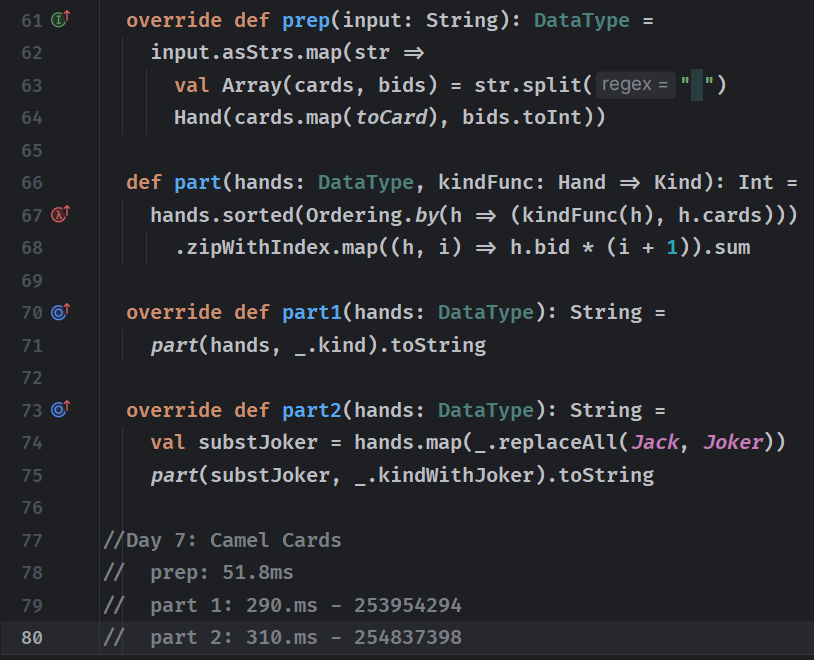 61 override def prep(input: String): DataType =
62 input.asStrs.map(str ⇒
63 val Array(cards, bids) = str.split( regex = " ")
64 Hand(cards.map(toCard), bids.toInt))
65
66 def part(hands: DataType, kindFunc: Hand ⇒ Kind): Int =
67 hands.sorted(Ordering.by(h ⇒ (kindFunc(h), h.cards)))
68 .zipWithIndex.map((h, i) ⇒ h.bid * (i + 1)).sum
69
70 override def part1(hands: DataType): String =
71 part(hands, _.kind).toString
72
73 override def part2(hands: DataType): String =
74 val substJoker = hands.map(_.replaceAll(Jack, Joker))
75 part(substJoker, _.kindWithJoker).toString
76
77 //Day 7: Camel Cards
78 // prep: 51.8ms
79 // part 1: 290.ms - 253954294
80 // part 2: 310.ms - 254837398